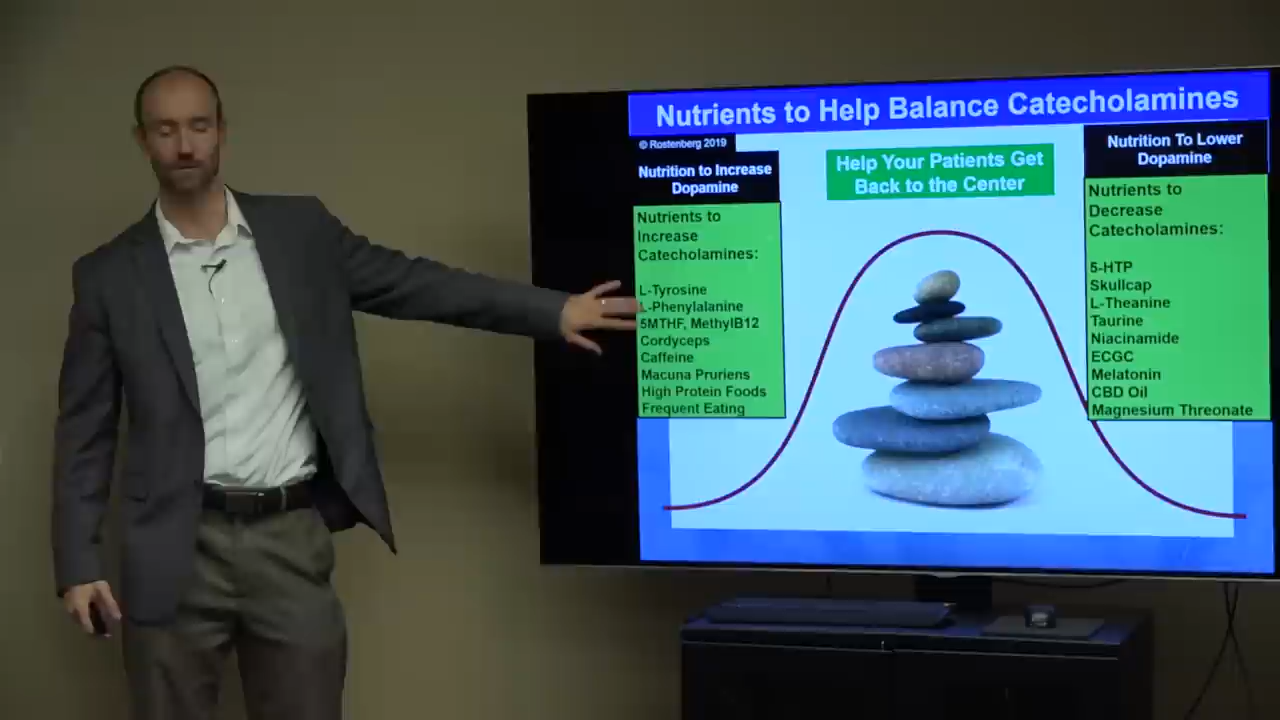 Nutrients to Help Balance Catecholamines
© Rostenberg 2019
Nutrition to Increase
Dopamine
Nutrients to
Increase
Catecholamines:
L-Tyrosine
L-Phenylalanine
5MTHF, MethylB12
Cordyceps
Caffeine
Macuna Pruriens
High Protein Foods
Frequent Eating
Help Your Patients Get
Back to the Center
Nutrition To Lower
Dopamine
Nutrients to
Decrease
Catecholamines:
5-HTP
Skullcap
L-Theanine
Taurine
Niacinamide
ECGC
Melatonin
CBD Oil
Magnesium Threonate